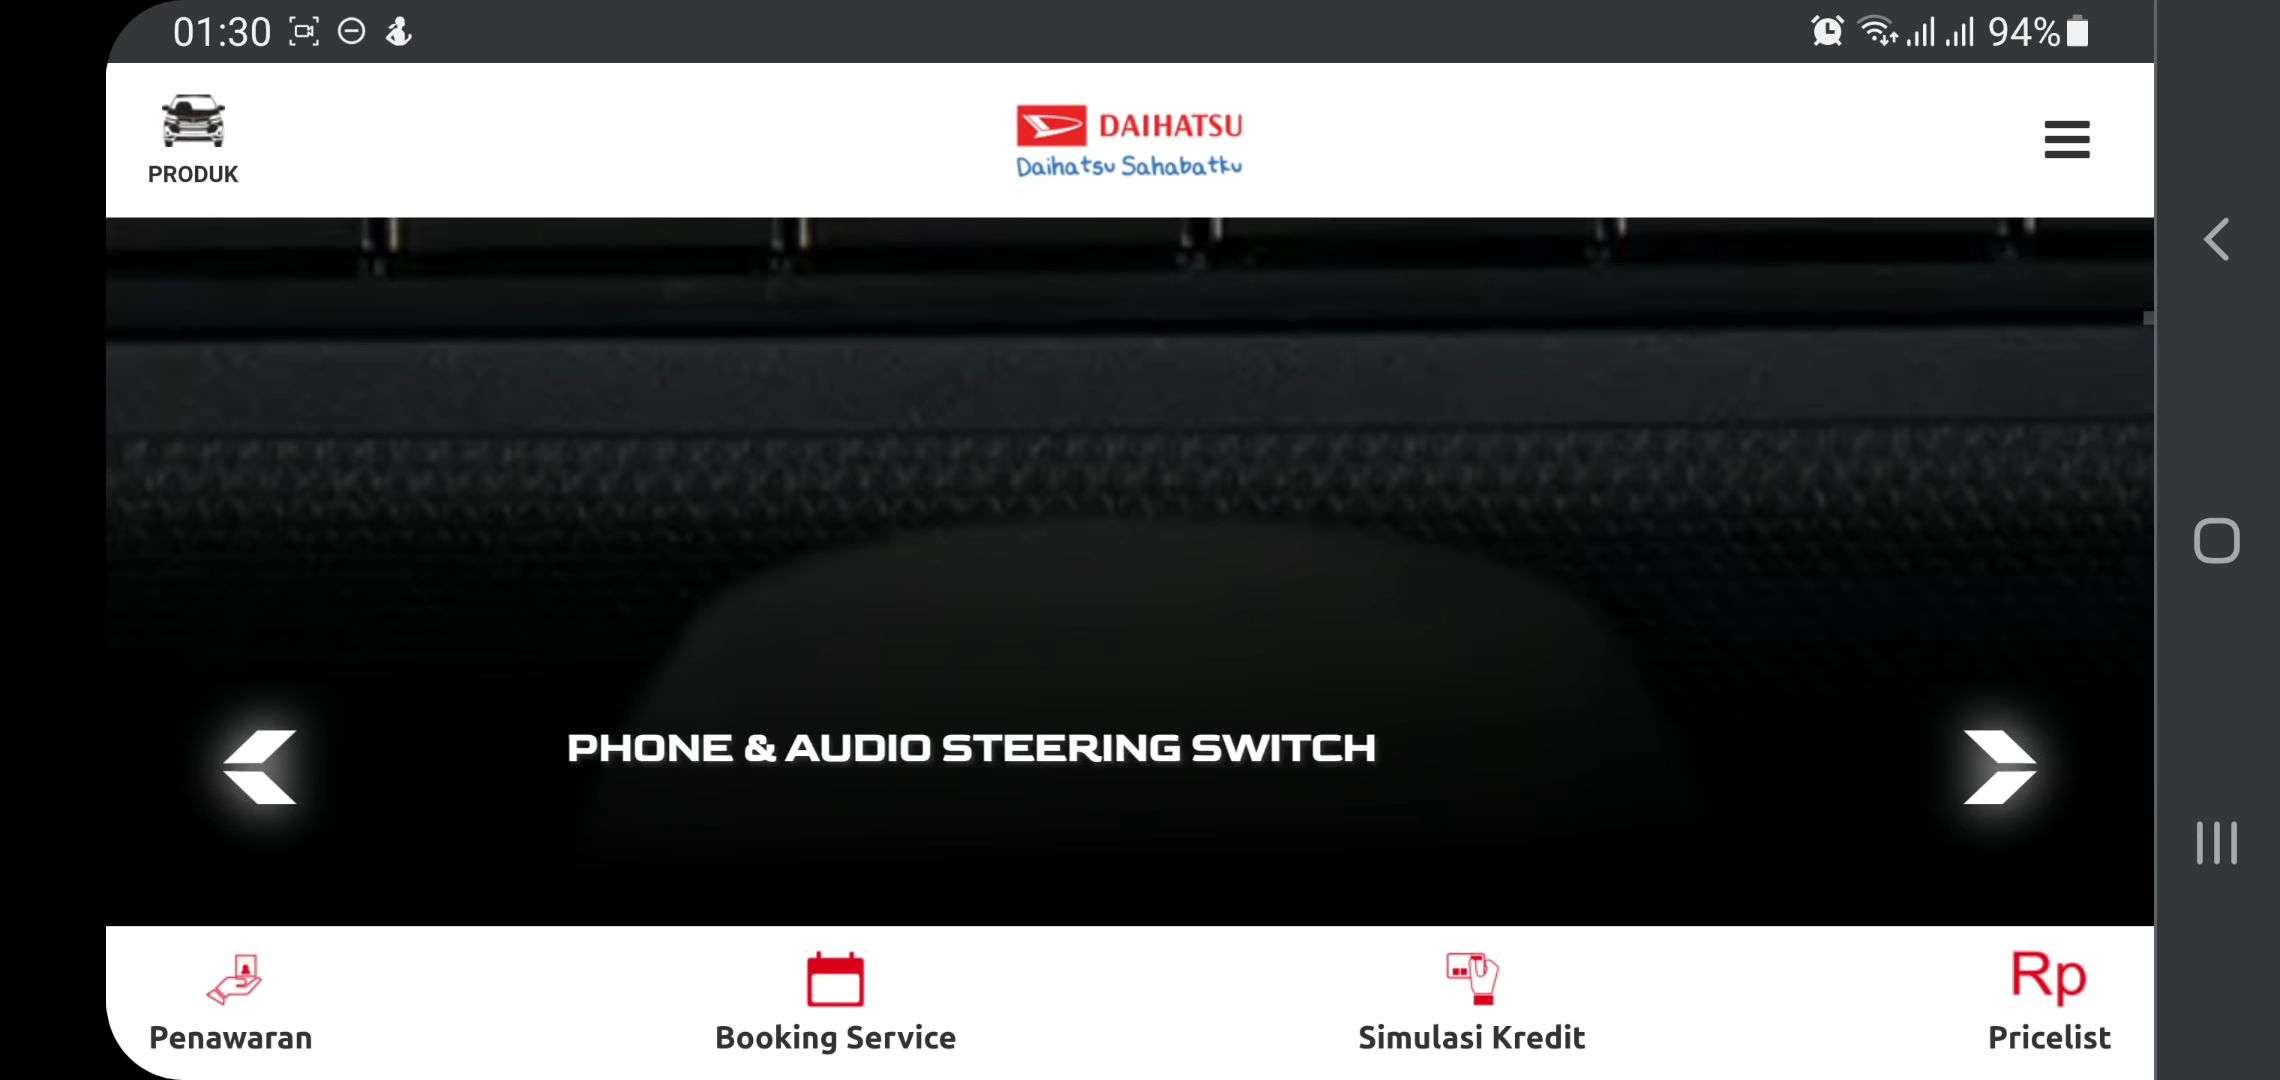 01:30
94%
PRODUK
DAIHATSU
Daihatsu Sahabatku
PHONE & AUDIO STEERING SWITCH
Penawaran
Booking Service
Simulasi Kredit
Rp
Pricelist